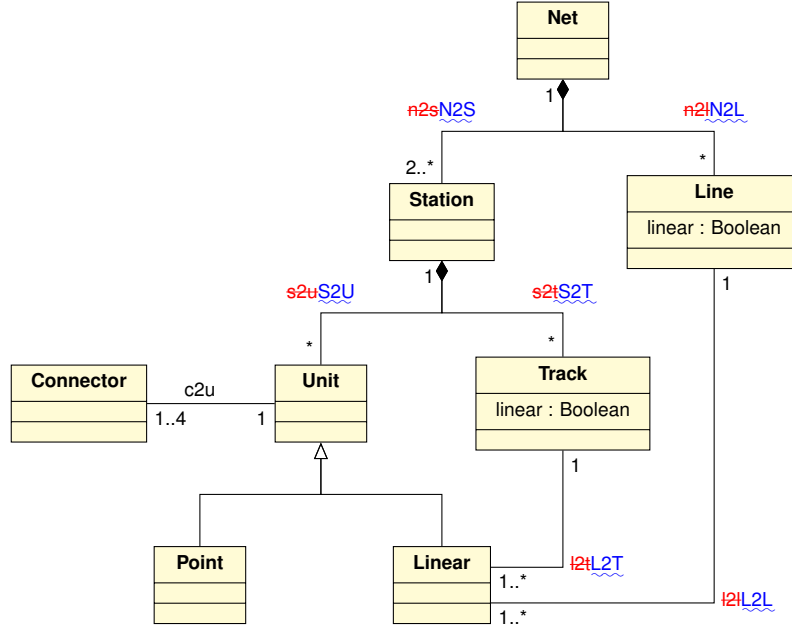 Net
1
n2sN2S
n2lN2L
2..*
*
Station
Line
linear : Boolean
1
1
s2uS2U
s2tS2T
*
*
Connector
c2u
Unit
Track
linear : Boolean
1..4
1
1
Point
Linear
1..*
l2tL2T
1..*
l2lL2L